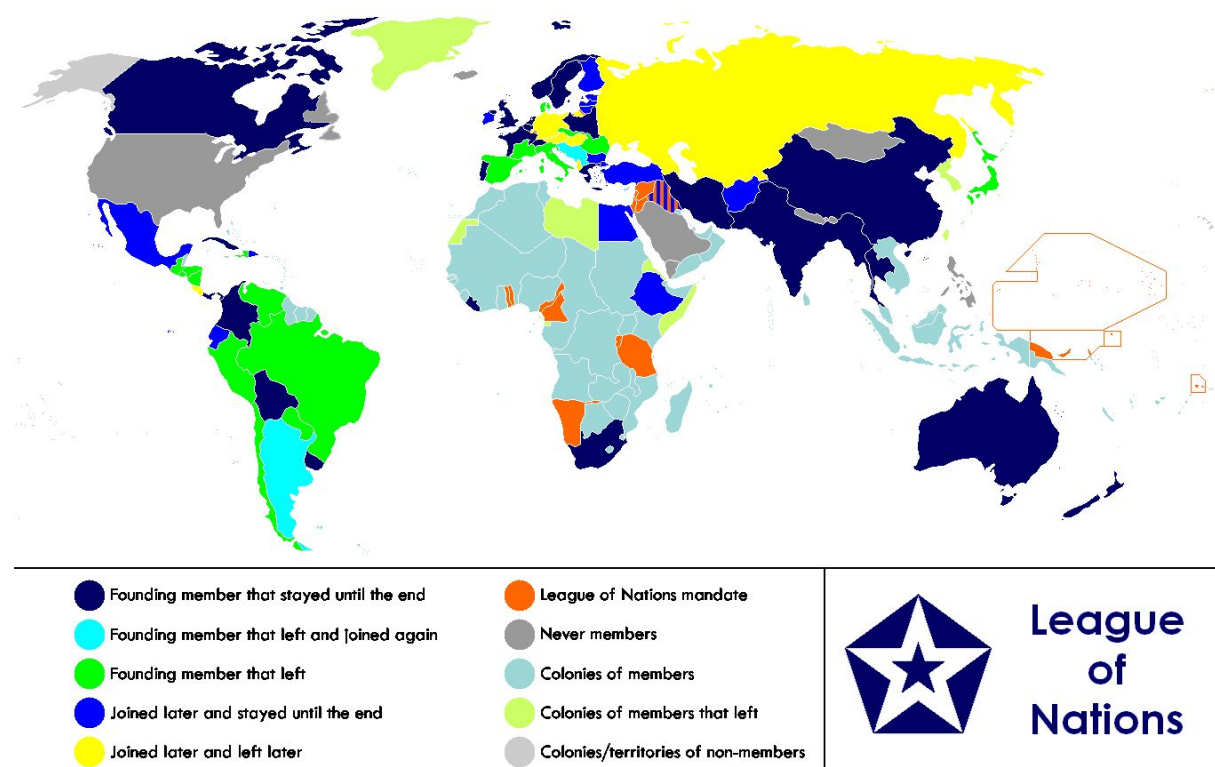 Founding member that stayed until the end
Founding member that left and joined again
Founding member that left
Joined later and stayed until the end
Joined later and left later
League of Nations mandate
Never members
Colonies of members
Colonies of members that left
Colonies/territories of non-members
League
of
Nations